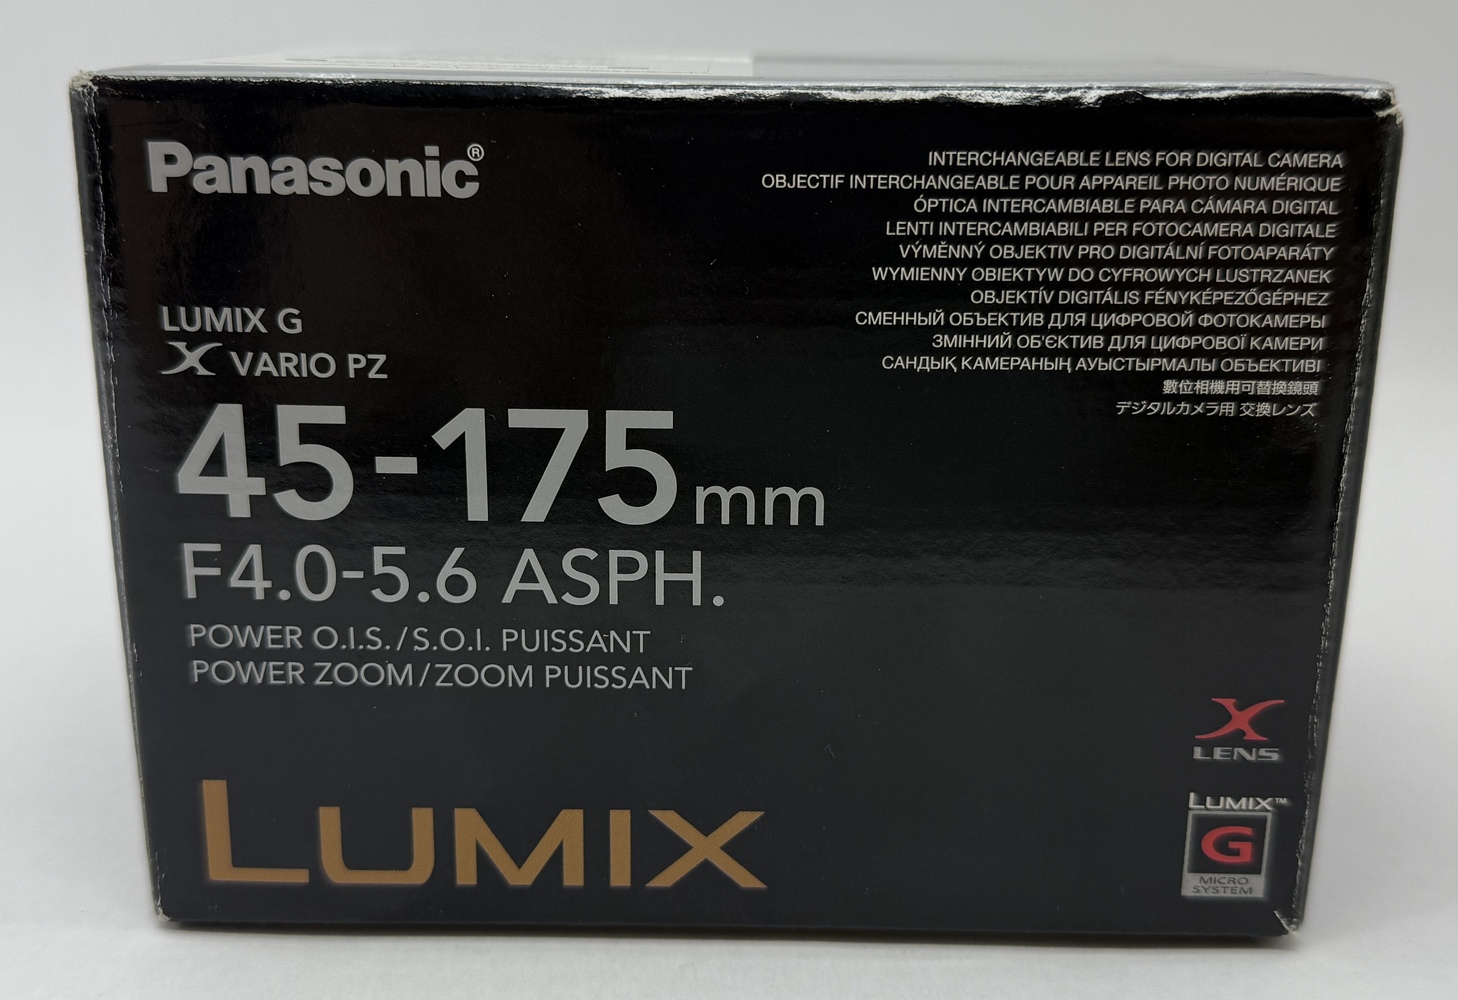 Panasonic®
INTERCHANGEABLE LENS FOR DIGITAL CAMERA
OBJECTIF INTERCHANGEABLE POUR APPAREIL PHOTO NUMÉRIQUE
ÓPTICA INTERCAMBIABLE PARA CÁMARA DIGITAL
LENTI INTERCAMBIABILI PER FOTOCAMERA DIGITALE
VÝMĚNNÝ OBJEKTIV PRO DIGITÁLNÍ FOTOAPARÁTY
WYMIENNY OBIEKTYW DO CYFROWYCH LUSTRZANEK
OBJEKTÍV DIGITÁLIS FÉNYKÉPEZŐGÉPHEZ
СМЕННЫЙ ОБЪЕКТИВ ДЛЯ ЦИФРОВОЙ ФОТОКАМЕРЫ
ЗМІННИЙ ОБ'ЄКТИВ ДЛЯ ЦИФРОВОЇ КАМЕРИ
САНДЫҚ КАМЕРАНЫҢ АУЫСТЫРМАЛЫ ОБЪЕКТИВІ
數位相機用可替換鏡頭
デジタルカメラ用 交換レンズ
LUMIX G
X VARIO PZ
45-175mm
F4.0-5.6 ASPH.
POWER O.I.S./S.O.I. PUISSANT
POWER ZOOM/ZOOM PUISSANT
LUMIX
X
LENS
LUMIX™
G
MICRO
SYSTEM